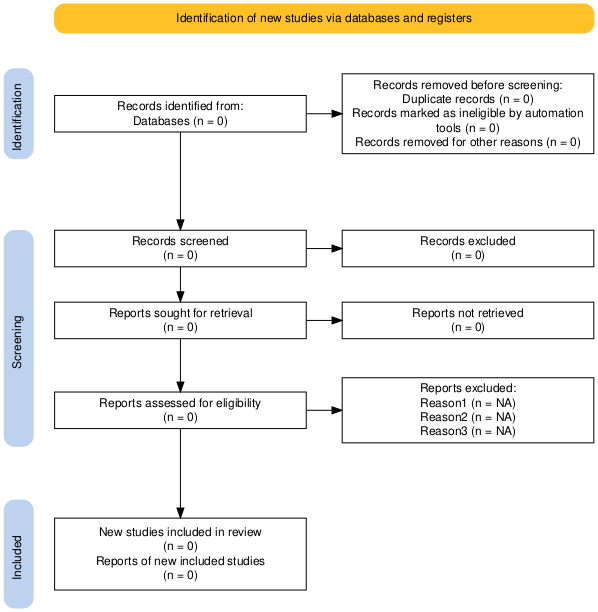 Identification of new studies via databases and registers
Identification
Records identified from:
Databases (n = 0)
Records removed before screening:
Duplicate records (n = 0)
Records marked as ineligible by automation
tools (n = 0)
Records removed for other reasons (n = 0)
Screening
Records screened
(n = 0)
Records excluded
(n = 0)
Reports sought for retrieval
(n = 0)
Reports not retrieved
(n = 0)
Reports assessed for eligibility
(n = 0)
Reports excluded:
Reason1 (n = NA)
Reason2 (n = NA)
Reason3 (n = NA)
Included
New studies included in review
(n = 0)
Reports of new included studies
(n = 0)